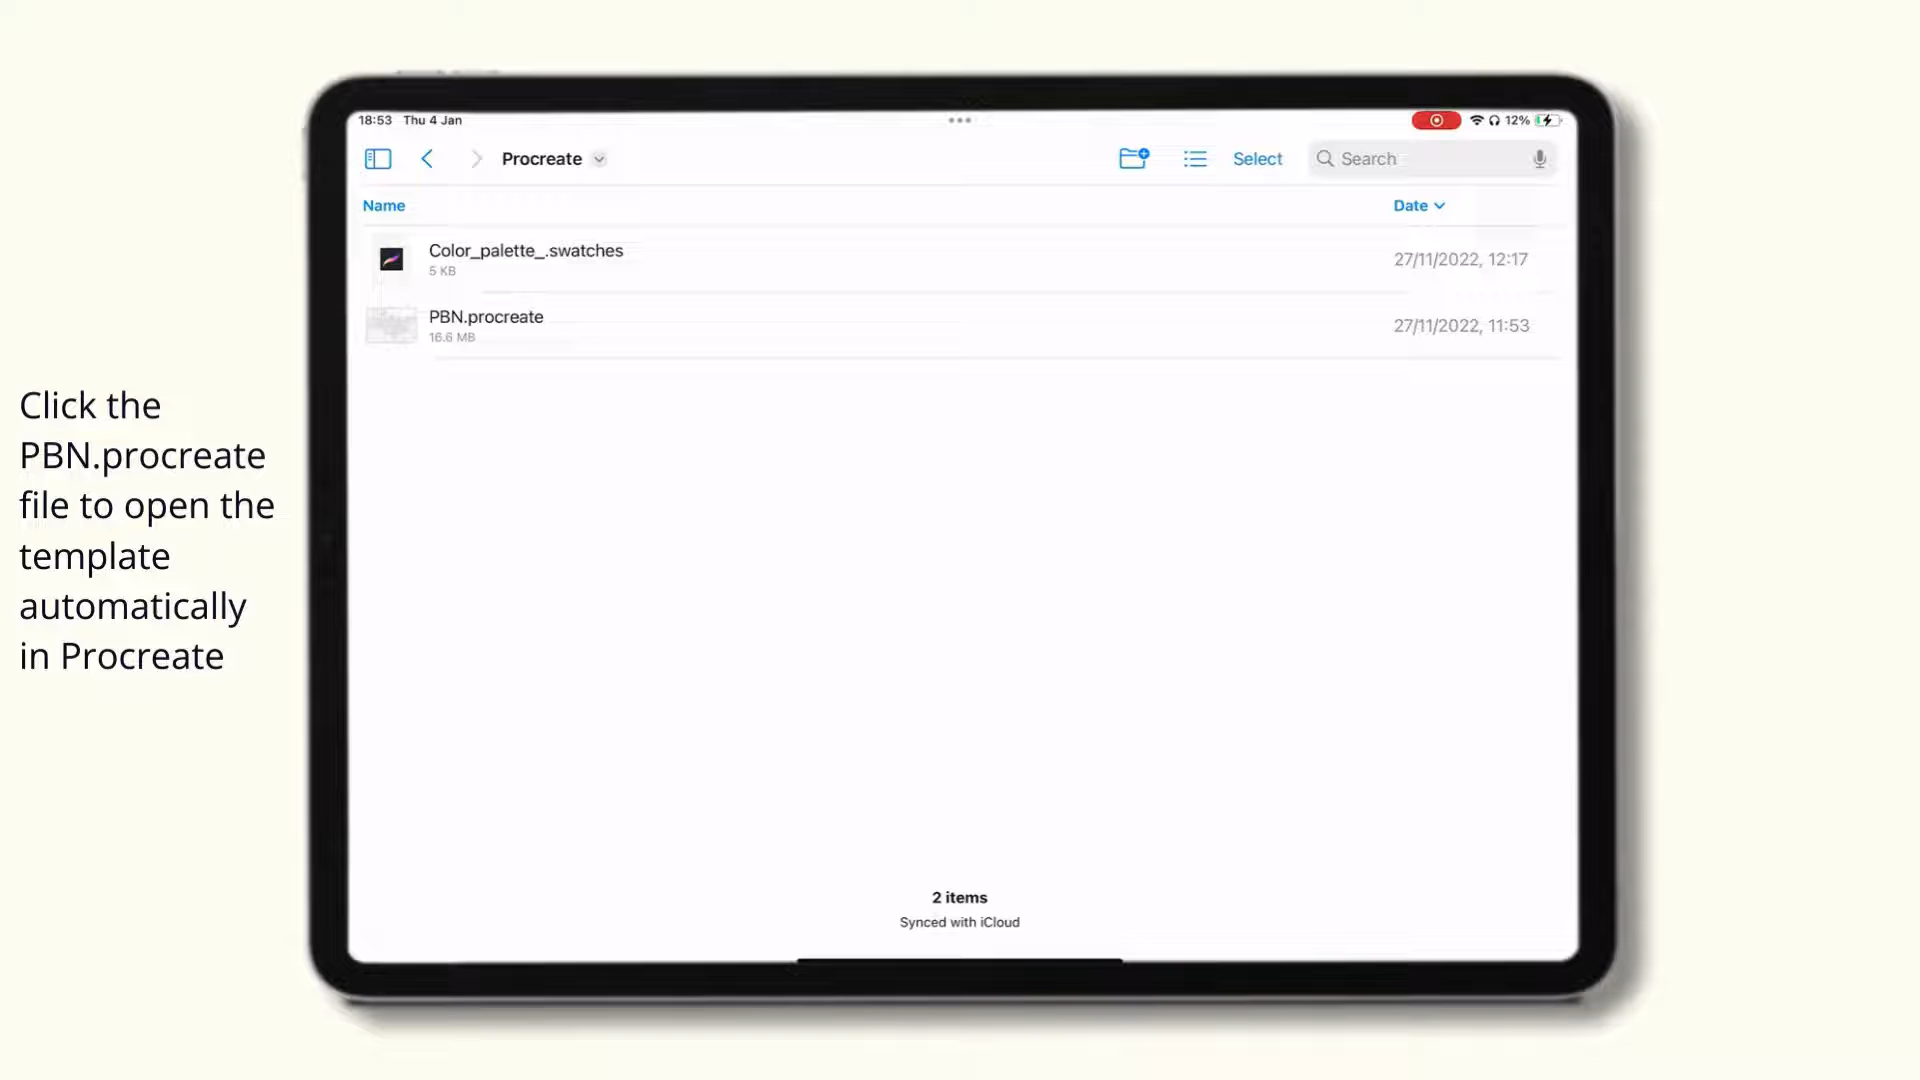 18:53 Thu 4 Jan
12%
Procreate
Select
Search
Name
Date
Color_palette_.swatches
5 KB
27/11/2022, 12:17
PBN.procreate
16.6 MB
27/11/2022, 11:53
Click the
PBN.procreate
file to open the
template
automatically
in Procreate
2 items
Synced with iCloud